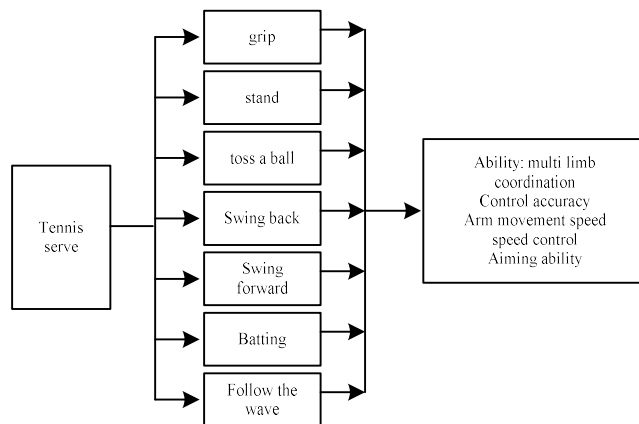 Tennis
serve
grip
stand
toss a ball
Swing back
Swing
forward
Batting
Follow the
wave
Ability: multi limb
coordination
Control accuracy
Arm movement speed
speed control
Aiming ability